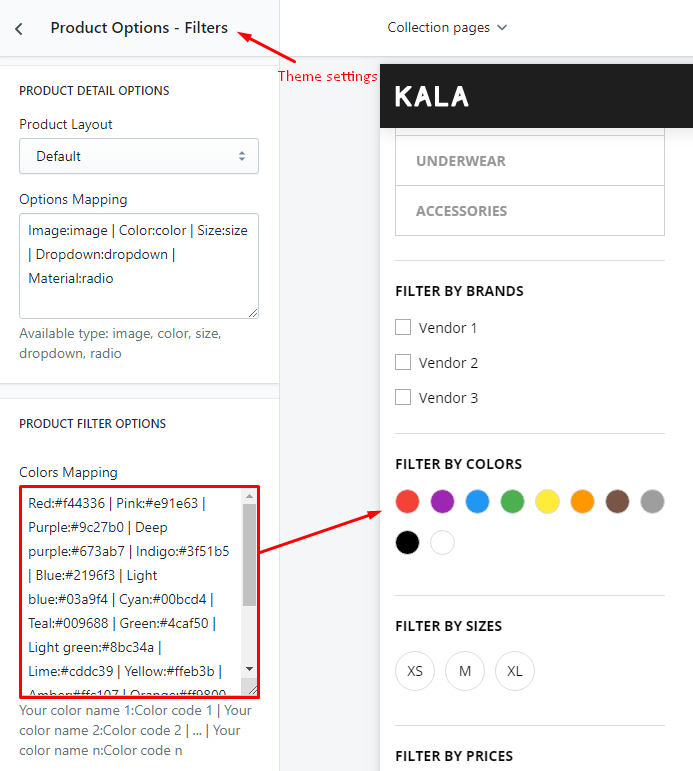 Product Options - Filters
Theme settings
PRODUCT DETAIL OPTIONS
Product Layout
Default
Options Mapping
Image:image | Color:color | Size:size
| Dropdown:dropdown |
Material:radio
Available type: image, color, size,
dropdown, radio
PRODUCT FILTER OPTIONS
Colors Mapping
Red:#f44336 | Pink:#e91e63 |
Purple:#9c27b0 | Deep
purple:#673ab7 | Indigo:#3f51b5
| Blue:#2196f3 | Light
blue:#03a9f4 | Cyan:#00bcd4 |
Teal:#009688 | Green:#4caf50 |
Light green:#8bc34a |
Lime:#cddc39 | Yellow:#ffeb3b |
Amber:#ffc107 | Orange:#ff9800
Your color name 1:Color code 1 | Your
color name 2:Color code 2 | ... | Your
color name n:Color code n
Collection pages
KALA
UNDERWEAR
ACCESSORIES
FILTER BY BRANDS
Vendor 1
Vendor 2
Vendor 3
FILTER BY COLORS
FILTER BY SIZES
XS M XL
FILTER BY PRICES